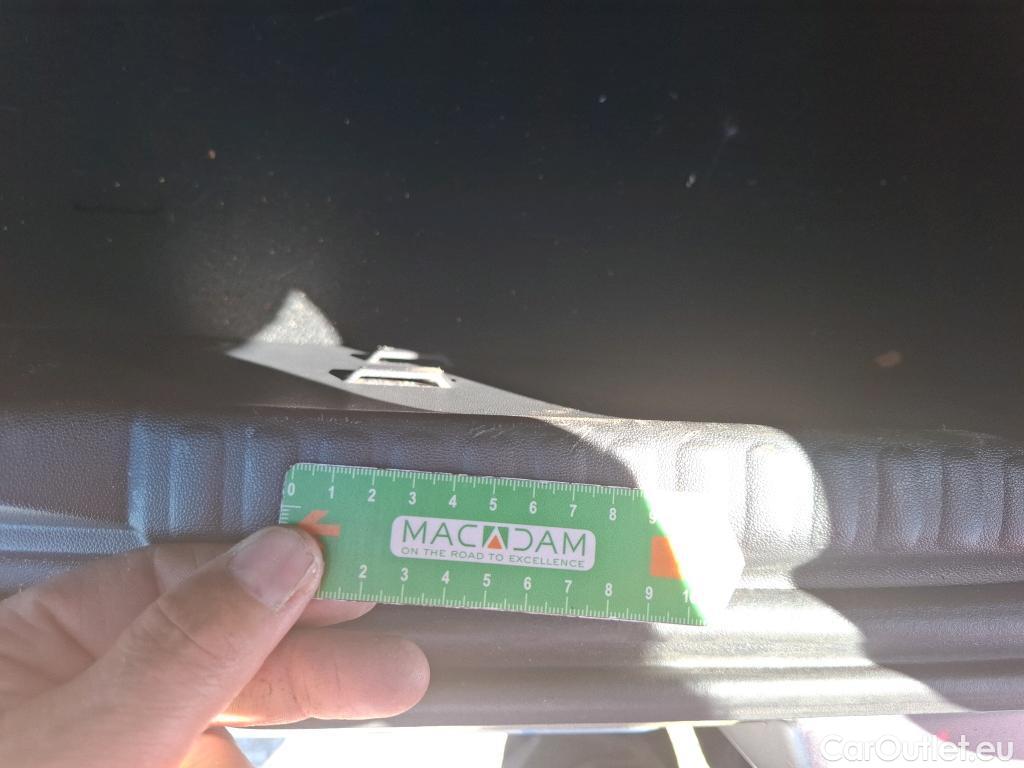 0 1 2 3 4 5 6 7 8 9
MACADAM
ON THE ROAD TO EXCELLENCE
2 3 4 5 6 7 8 9 10
CarOutlet.eu